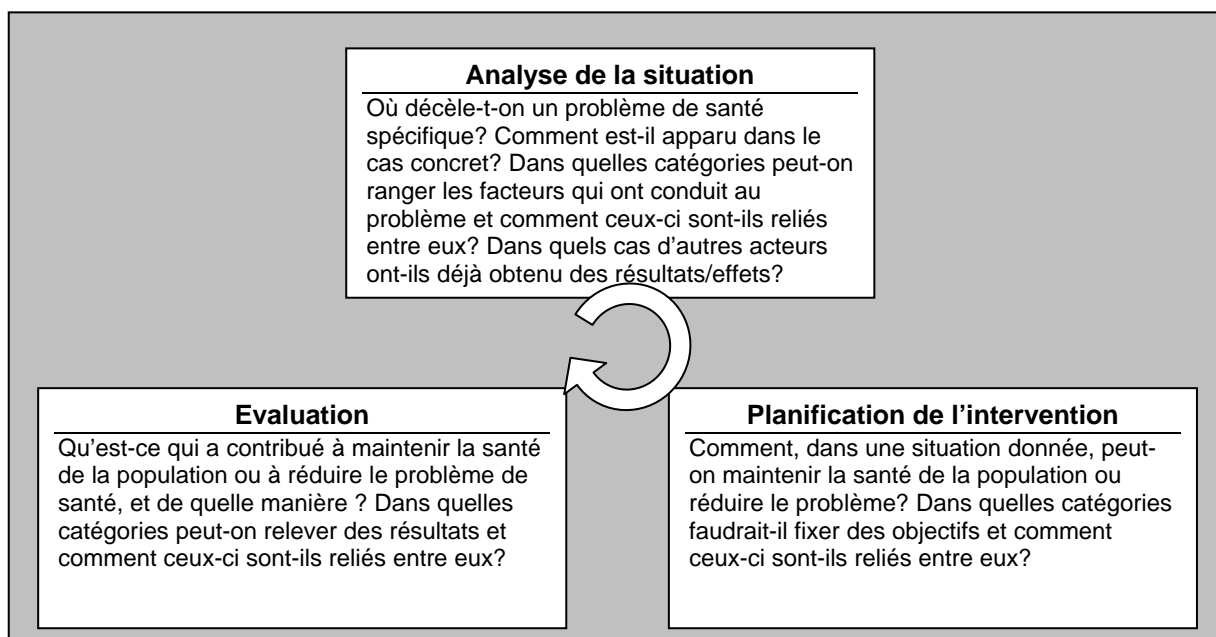 Analyse de la situation
Où décèle-t-on un problème de santé
spécifique? Comment est-il apparu dans le
cas concret? Dans quelles catégories peut-on
ranger les facteurs qui ont conduit au
problème et comment ceux-ci sont-ils reliés
entre eux? Dans quels cas d'autres acteurs
ont-ils déjà obtenu des résultats/effets?
Evaluation
Qu'est-ce qui a contribué à maintenir la santé
de la population ou à réduire le problème de
santé, et de quelle manière ? Dans quelles
catégories peut-on relever des résultats et
comment ceux-ci sont-ils reliés entre eux?
Planification de l'intervention
Comment, dans une situation donnée, peut-
on maintenir la santé de la population ou
réduire le problème? Dans quelles catégories
faudrait-il fixer des objectifs et comment
ceux-ci sont-ils reliés entre eux?